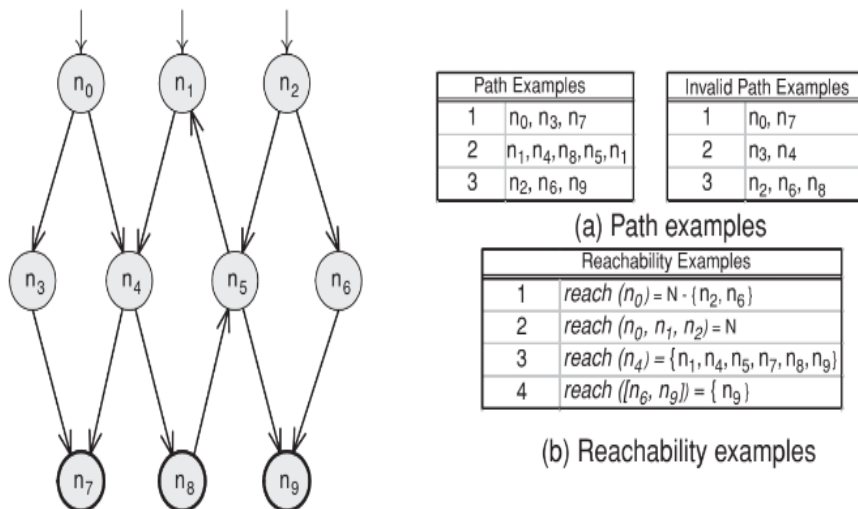 n0
n1
n2
n3
n4
n5
n6
n7
n8
n9
Path Examples
1 n0, n3, n7
2 n1, n4, n8, n5, n1
3 n2, n6, n9
Invalid Path Examples
1 n0, n7
2 n3, n4
3 n2, n6, n8
(a) Path examples
Reachability Examples
1 reach (n0) = N - {n2, n6}
2 reach (n0, n1, n2) = N
3 reach (n4) = {n1, n4, n5, n7, n8, n9}
4 reach ([n6, n9]) = { n9 }
(b) Reachability examples